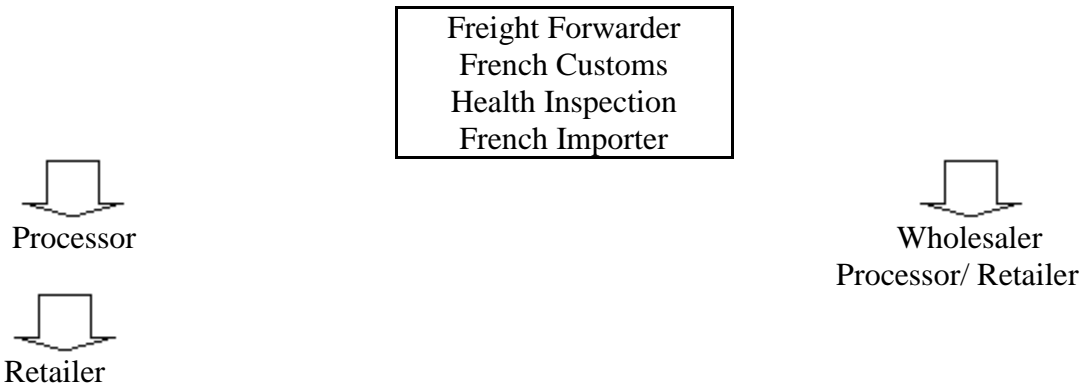 Freight Forwarder
French Customs
Health Inspection
French Importer
Processor
Wholesaler
Processor/ Retailer
Retailer